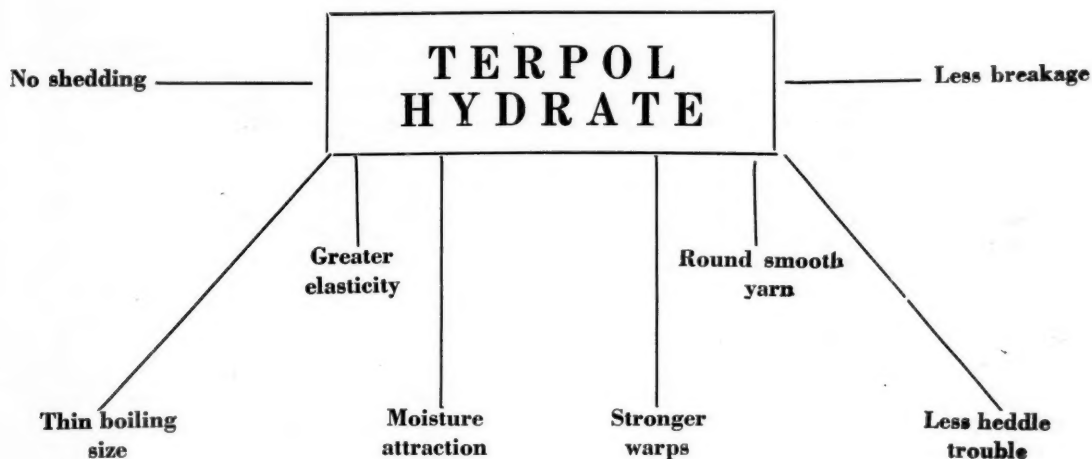 TERPOL
HYDRATE
No shedding
Less breakage
Greater
elasticity
Round smooth
yarn
Thin boiling
size
Moisture
attraction
Stronger
warps
Less heddle
trouble